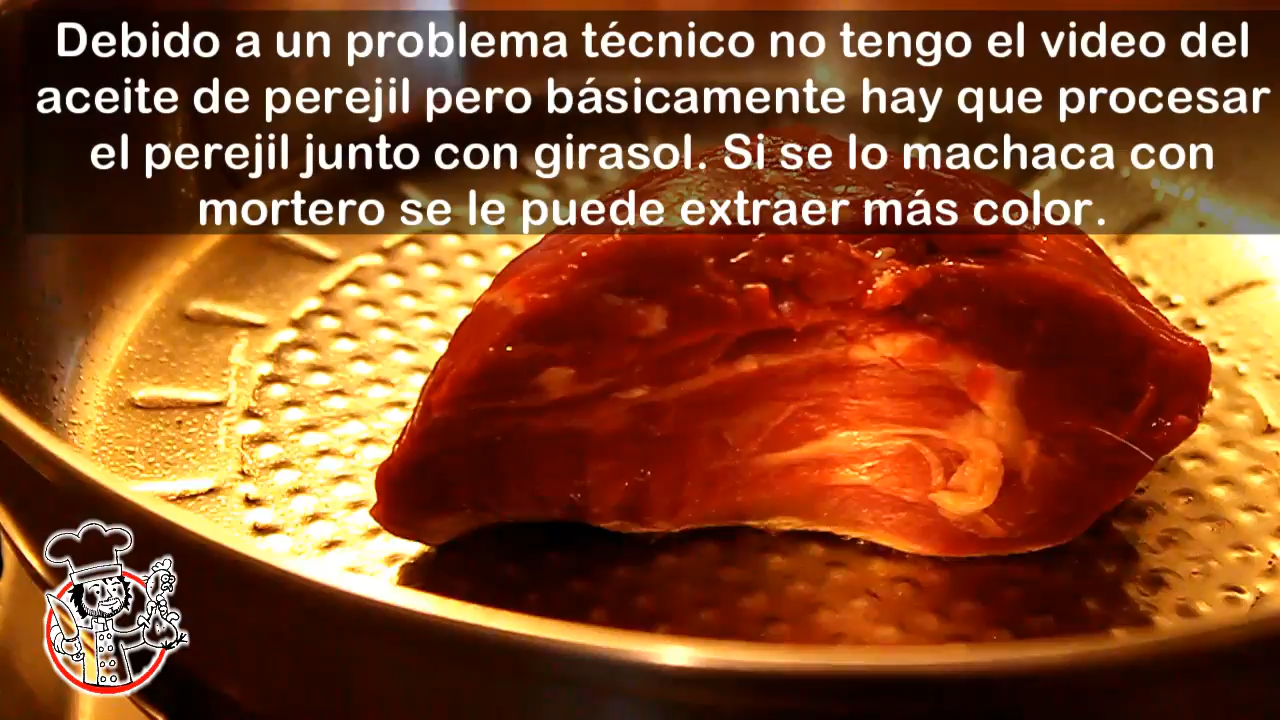 Debido a un problema técnico no tengo el video del
aceite de perejil pero básicamente hay que procesar
el perejil junto con girasol. Si se lo machaca con
mortero se le puede extraer más color.